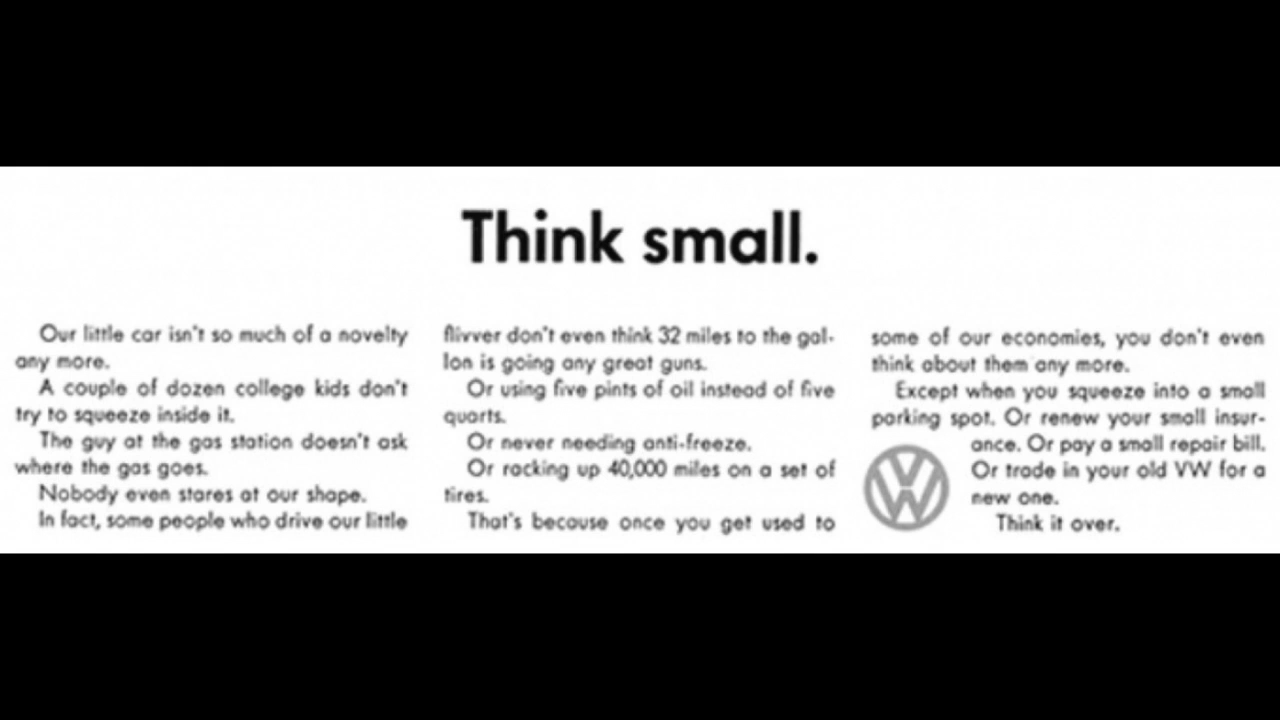 Think small.
Our little car isn't so much of a novelty
any more.
A couple of dozen college kids don't
try to squeeze inside it.
The guy at the gas station doesn't ask
where the gas goes.
Nobody even stares at our shape.
In fact, some people who drive our little
flivver don't even think 32 miles to the gal-
lon is going any great guns.
Or using five pints of oil instead of five
quarts.
Or never needing anti-freeze.
Or racking up 40,000 miles on a set of
tires.
That's because once you get used to
some of our economies, you don't even
think about them any more.
Except when you squeeze into a small
parking spot. Or renew your small insur-
ance. Or pay a small repair bill.
Or trade in your old VW for a
new one.
Think it over.
VW